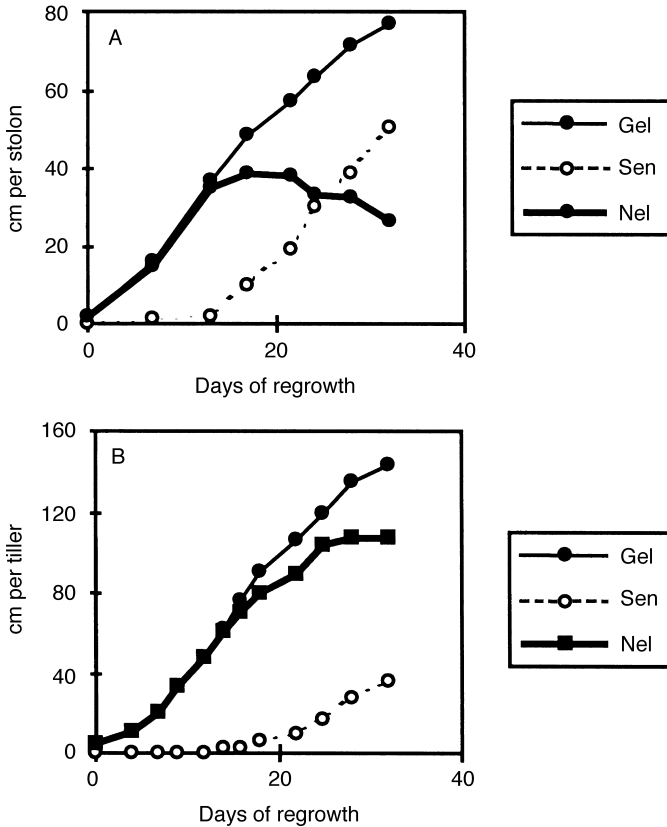 80
A
60
40
20
0
cm per stolon
0
20
40
Days of regrowth
Gel
Sen
Nel
160
B
120
80
40
0
cm per tiller
0
20
40
Days of regrowth
Gel
Sen
Nel